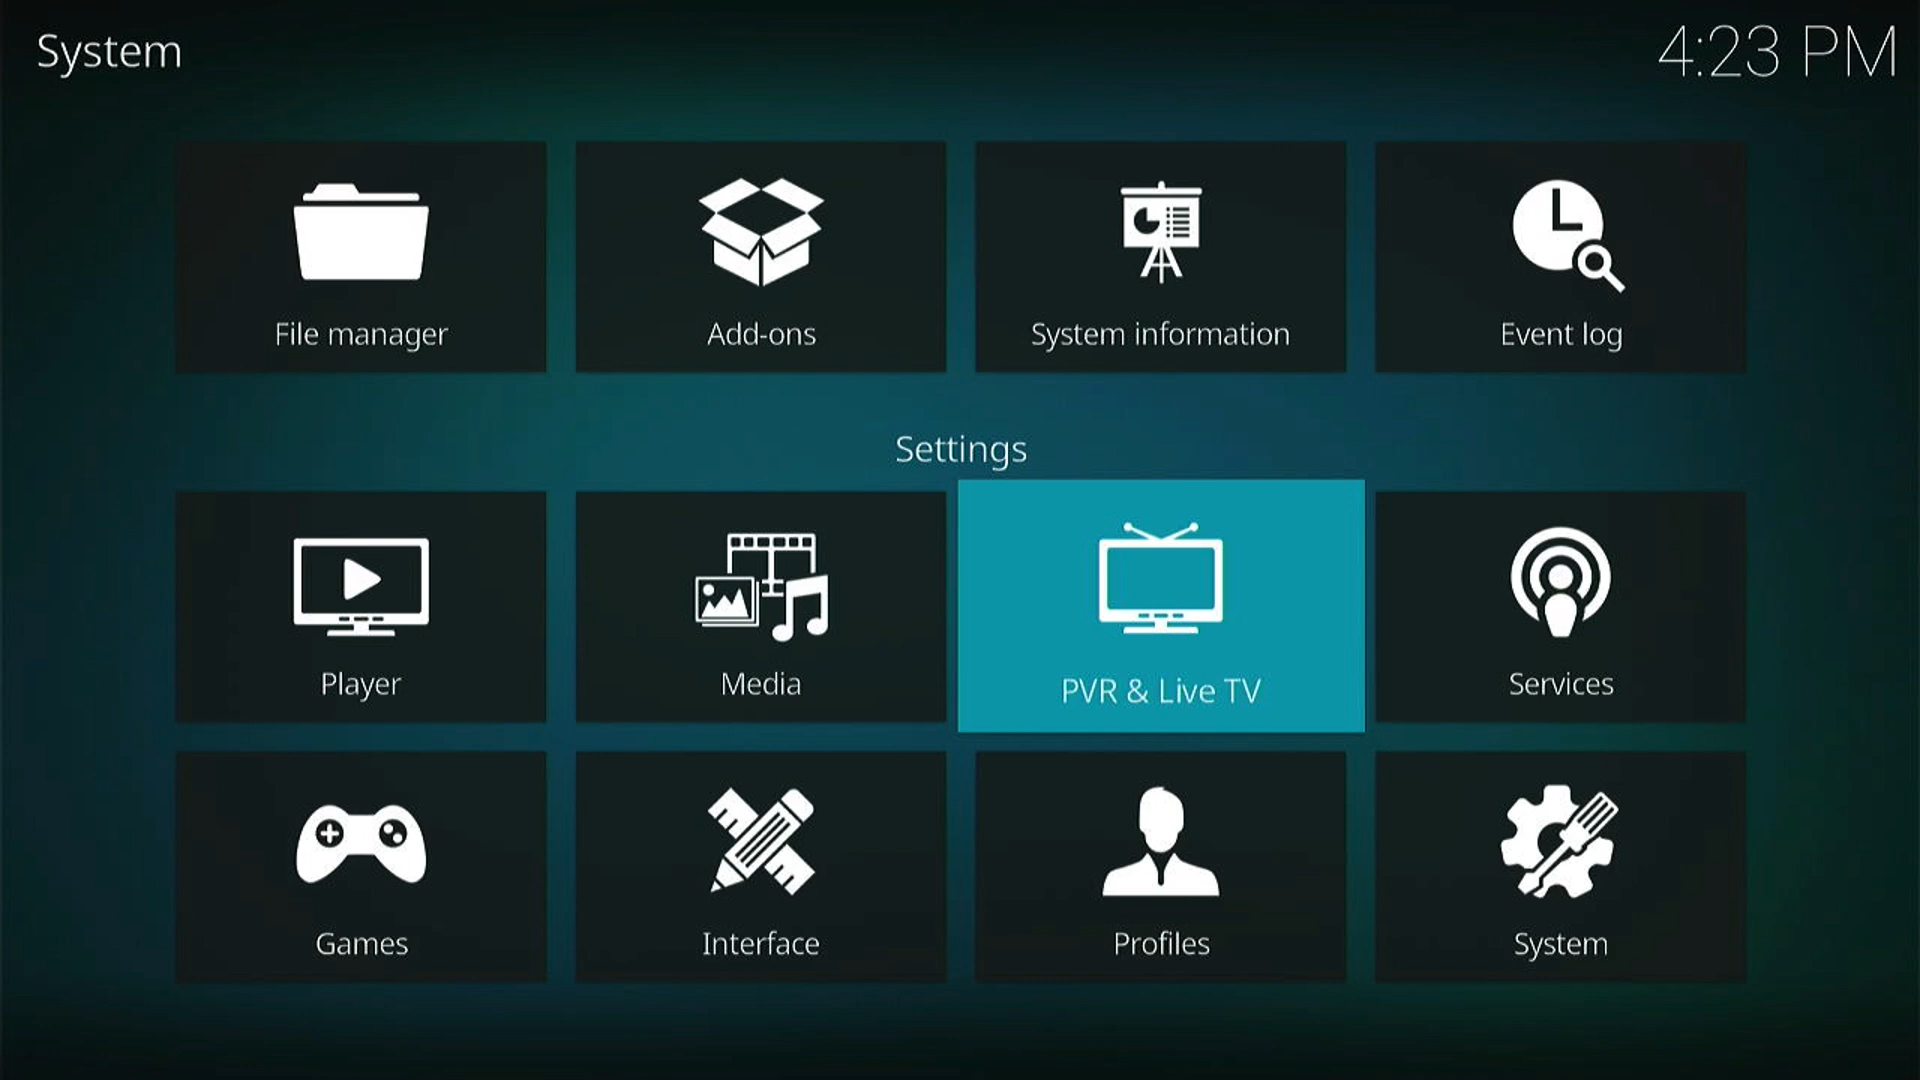 System
4:23 PM
File manager
Add-ons
System information
Event log
Settings
Player
Media
PVR & Live TV
Services
Games
Interface
Profiles
System